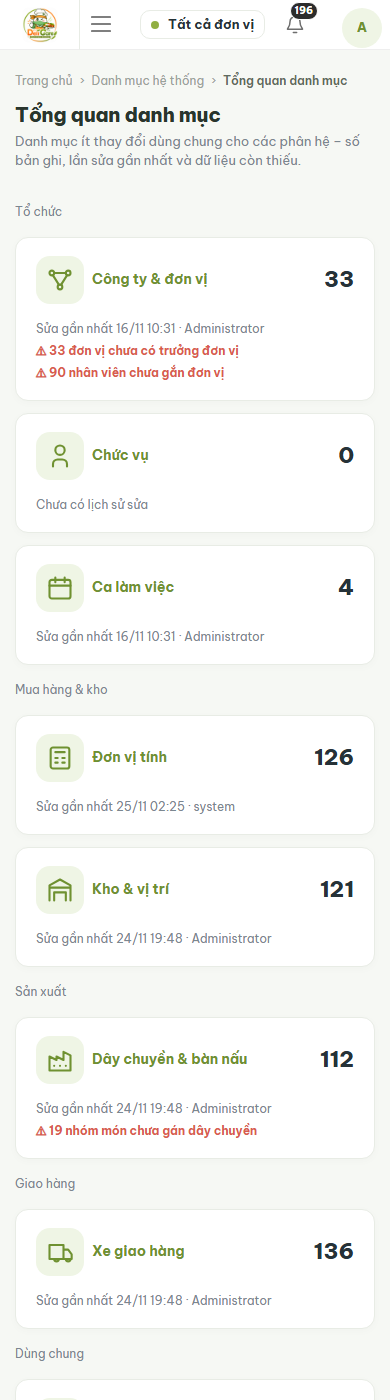 Tất cả đơn vị
196
A
Trang chủ > Danh mục hệ thống > Tổng quan danh mục
Tổng quan danh mục
Danh mục ít thay đổi dùng chung cho các phân hệ – số
bản ghi, lần sửa gần nhất và dữ liệu còn thiếu.
Tổ chức
Công ty & đơn vị 33
Sửa gần nhất 16/11 10:31 · Administrator
⚠ 33 đơn vị chưa có trưởng đơn vị
⚠ 90 nhân viên chưa gắn đơn vị
Chức vụ 0
Chưa có lịch sử sửa
Ca làm việc 4
Sửa gần nhất 16/11 10:31 · Administrator
Mua hàng & kho
Đơn vị tính 126
Sửa gần nhất 25/11 02:25 · system
Kho & vị trí 121
Sửa gần nhất 24/11 19:48 · Administrator
Sản xuất
Dây chuyền & bàn nấu 112
Sửa gần nhất 24/11 19:48 · Administrator
⚠ 19 nhóm món chưa gán dây chuyền
Giao hàng
Xe giao hàng 136
Sửa gần nhất 24/11 19:48 · Administrator
Dùng chung